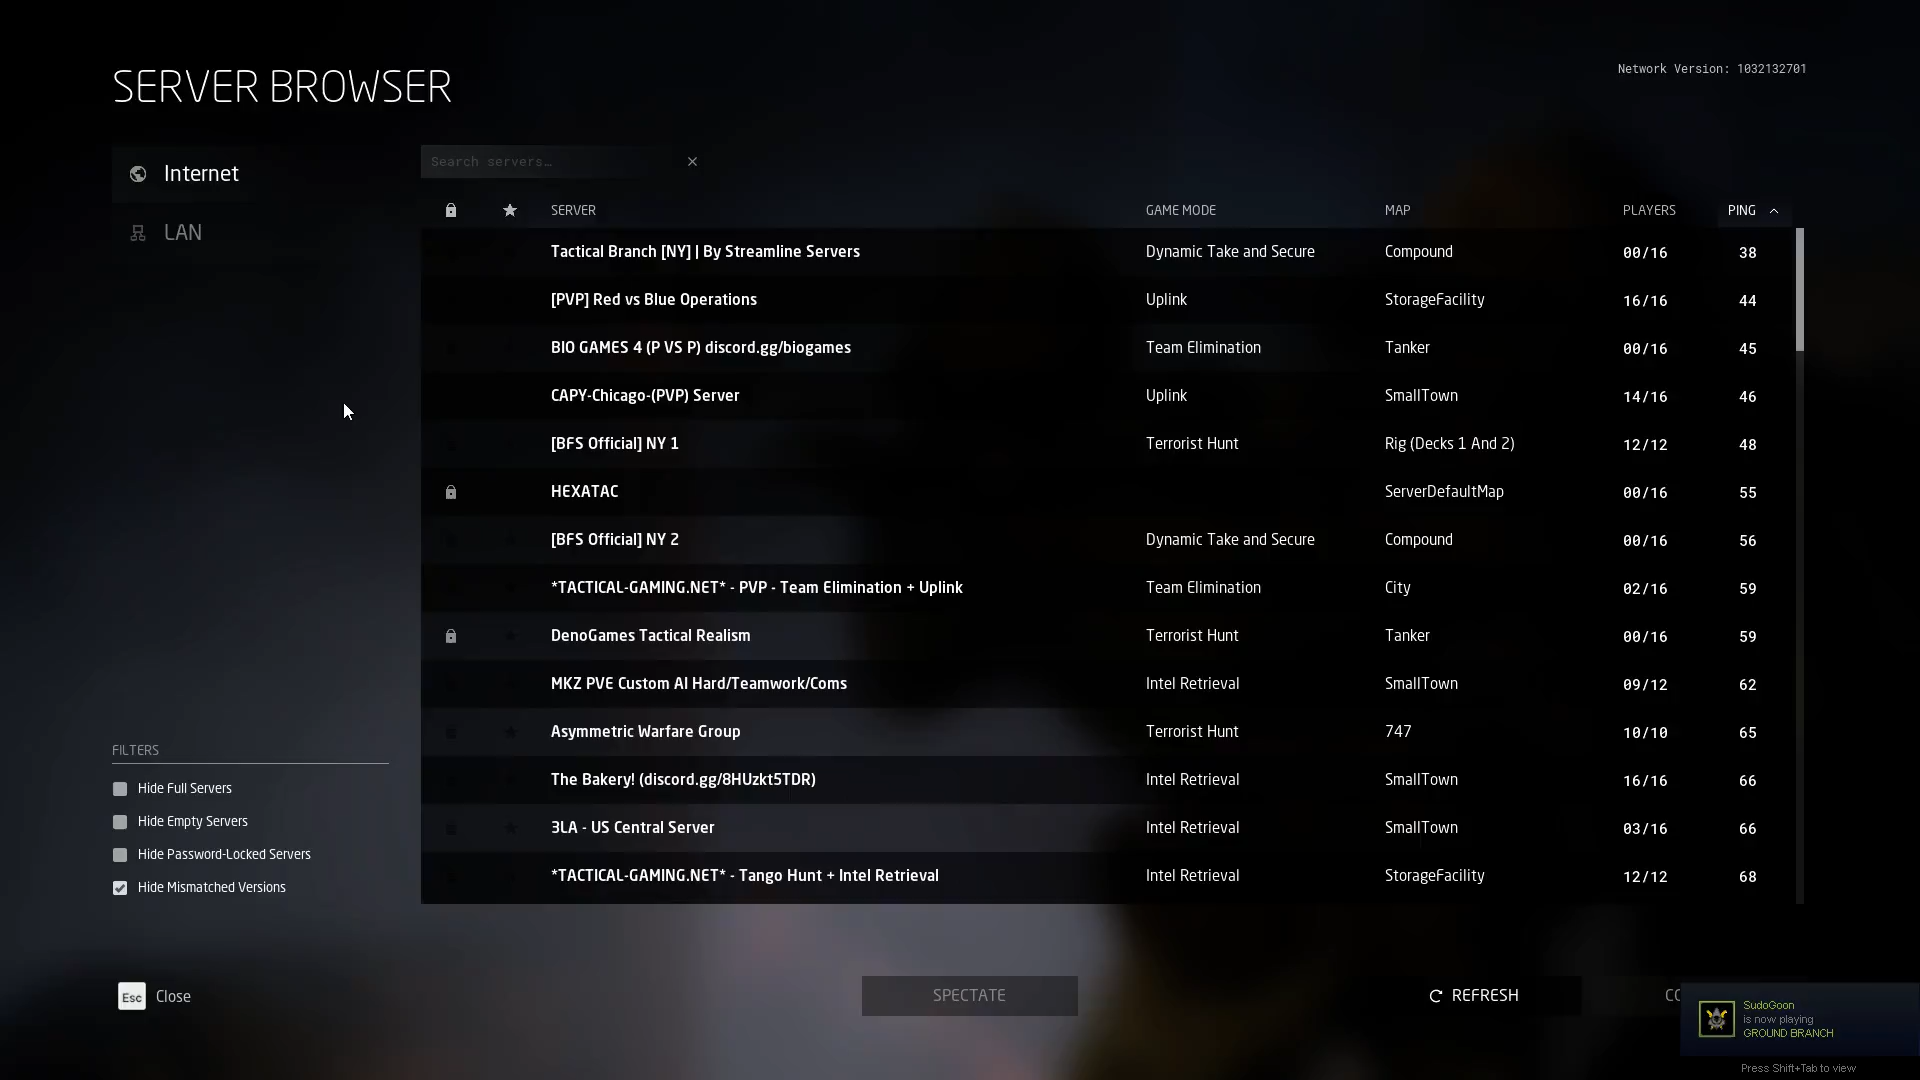 SERVER BROWSER
Network Version: 1032132701
Internet
LAN
Search servers…
SERVER GAME MODE MAP PLAYERS PING
Tactical Branch [NY] | By Streamline Servers Dynamic Take and Secure Compound 00/16 38
[PVP] Red vs Blue Operations Uplink StorageFacility 16/16 44
BIO GAMES 4 (P VS P) discord.gg/biogames Team Elimination Tanker 00/16 45
CAPY-Chicago-(PVP) Server Uplink SmallTown 14/16 46
[BFS Official] NY 1 Terrorist Hunt Rig (Decks 1 And 2) 12/12 48
HEXATAC ServerDefaultMap 00/16 55
[BFS Official] NY 2 Dynamic Take and Secure Compound 00/16 56
*TACTICAL-GAMING.NET* - PVP - Team Elimination + Uplink Team Elimination City 02/16 59
DenoGames Tactical Realism Terrorist Hunt Tanker 00/16 59
MKZ PVE Custom AI Hard/Teamwork/Coms Intel Retrieval SmallTown 09/12 62
Asymmetric Warfare Group Terrorist Hunt 747 10/10 65
The Bakery! (discord.gg/8HUzkt5TDR) Intel Retrieval SmallTown 16/16 66
3LA - US Central Server Intel Retrieval SmallTown 03/16 66
*TACTICAL-GAMING.NET* - Tango Hunt + Intel Retrieval Intel Retrieval StorageFacility 12/12 68
FILTERS
Hide Full Servers
Hide Empty Servers
Hide Password-Locked Servers
Hide Mismatched Versions
Esc Close
SPECTATE
REFRESH
SudoGoon
is now playing
GROUND BRANCH
Press Shift+Tab to view